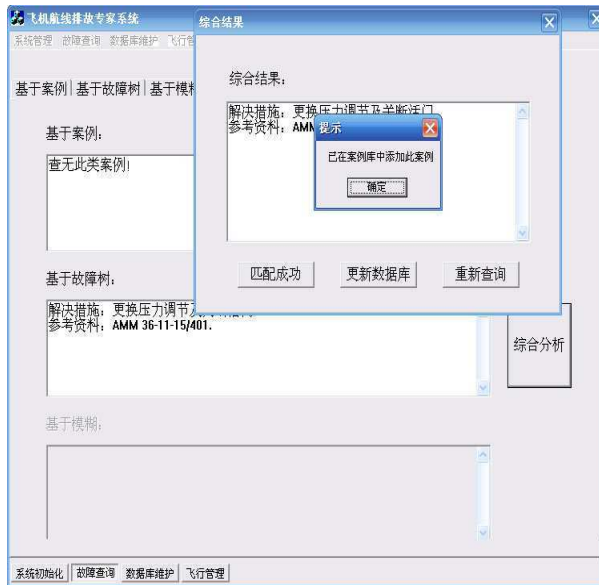 飞机航线排故专家系统
系统管理 故障查询 数据库维护 飞行管
基于案例 基于故障树 基于模糊
基于案例：
查无此类案例!
基于故障树：
解决措施：更换压力调节及
参考资料：AMM 36-11-15/401.
综合分析
基于模糊：
系统初始化 故障查询 数据库维护 飞行管理
综合结果
综合结果：
解决措施：更换压力调节及关断活门
参考资料：AMM
匹配成功 更新数据库 重新查询
提示
已在案例库中添加此案例
确定